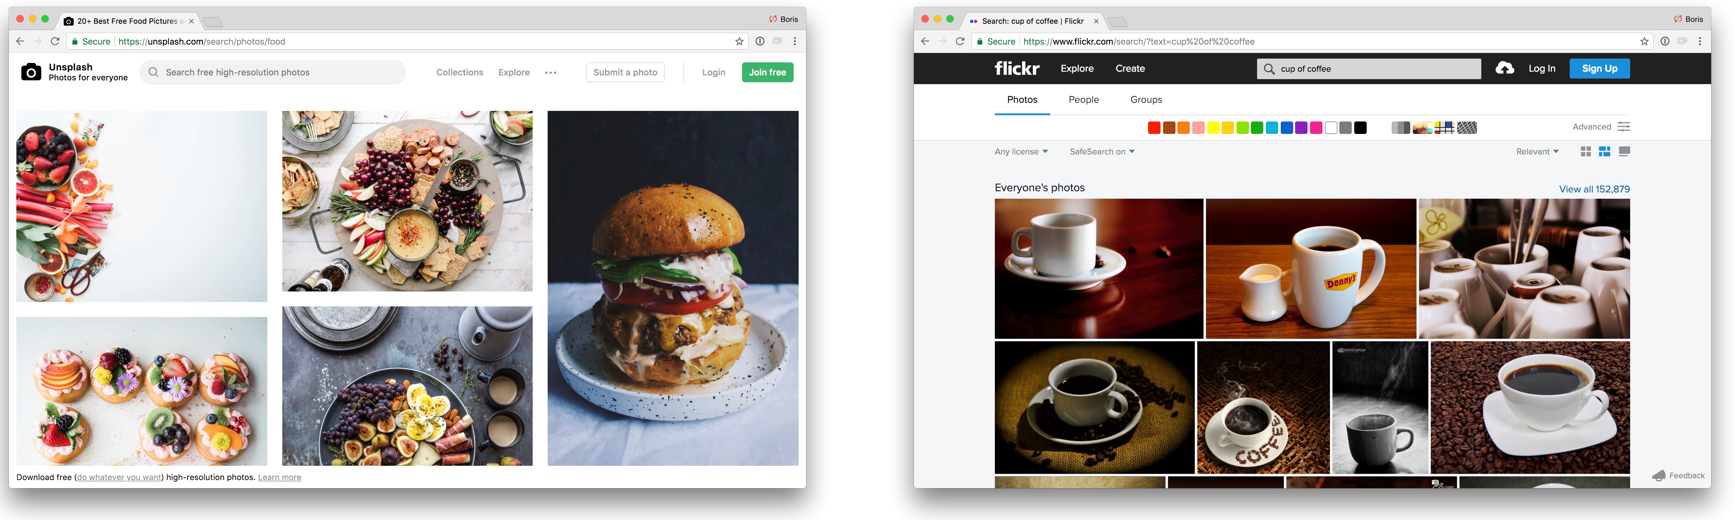 20+ Best Free Food Pictures o
Boris
Secure
https://unsplash.com/search/photos/food
Unsplash
Photos for everyone
Search free high-resolution photos
Collections
Explore
Submit a photo
Login
Join free
Download free (do whatever you want) high-resolution photos. Learn more
Search: cup of coffee | Flickr
Boris
Secure
https://www.flickr.com/search/?text=cup%20of%20coffee
flickr
Explore
Create
cup of coffee
Log In
Sign Up
Photos
People
Groups
Advanced
Any license
SafeSearch on
Relevant
Everyone's photos
View all 152,879
Denny's
COFFEE
Feedback